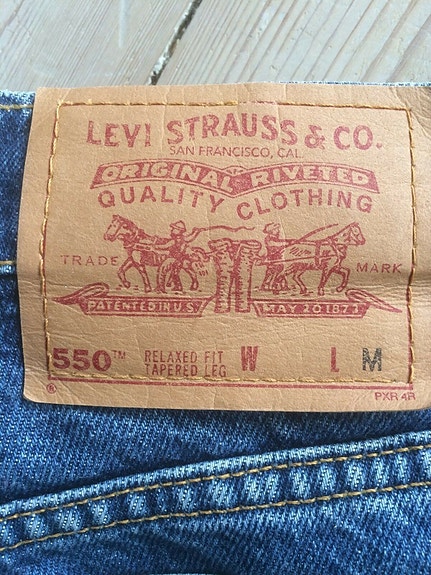 LEVI STRAUSS & CO.
SAN FRANCISCO, CAL.
ORIGINAL RIVETED
QUALITY CLOTHING
TRADE MARK
PATENTED IN U.S. MAY 20 1873
550™ RELAXED FIT W L M
TAPERED LEG
® PXR 4R